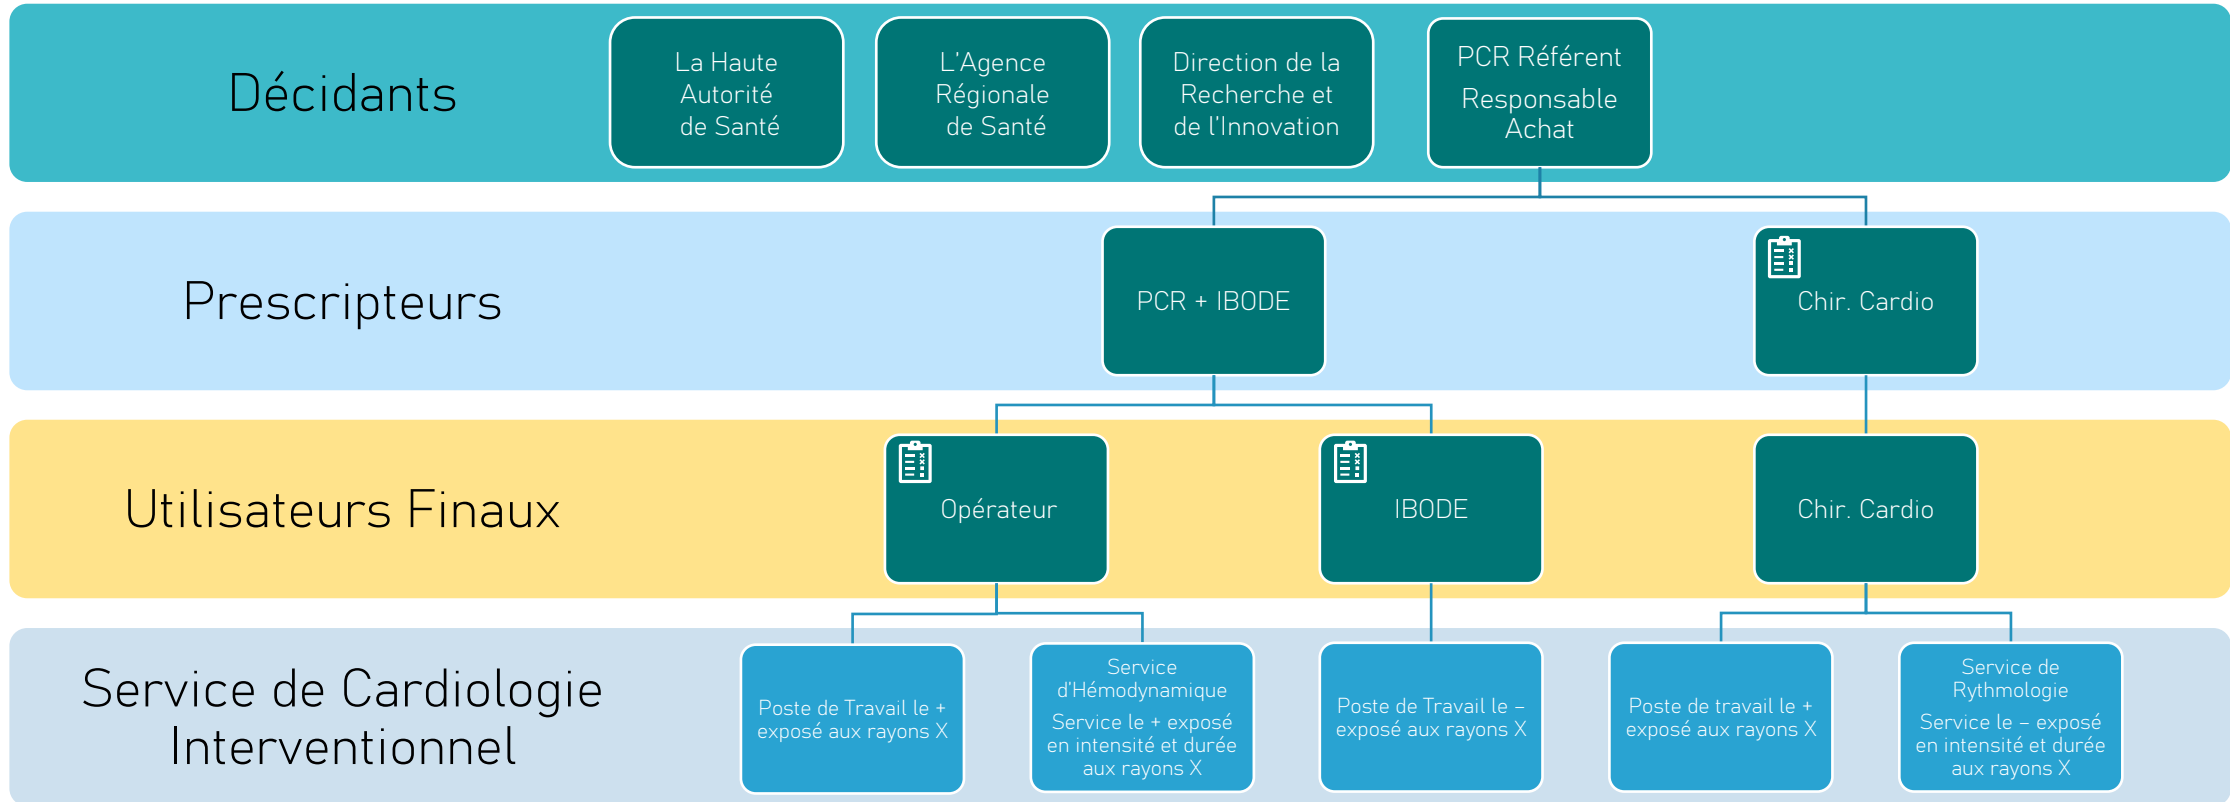 Décidants
La Haute
Autorité
de Santé
L'Agence
Régionale
de Santé
Direction de la
Recherche et
de l'Innovation
PCR Référent
Responsable
Achat
Prescripteurs
PCR + IBODE
Chir. Cardio
Utilisateurs Finaux
Opérateur
IBODE
Chir. Cardio
Service de Cardiologie
Interventionnel
Poste de Travail le +
exposé aux rayons X
Service
d'Hémodynamique
Service le + exposé
en intensité et durée
aux rayons X
Poste de Travail le –
exposé aux rayons X
Poste de travail le +
exposé aux rayons X
Service de
Rythmologie
Service le – exposé
en intensité et durée
aux rayons X